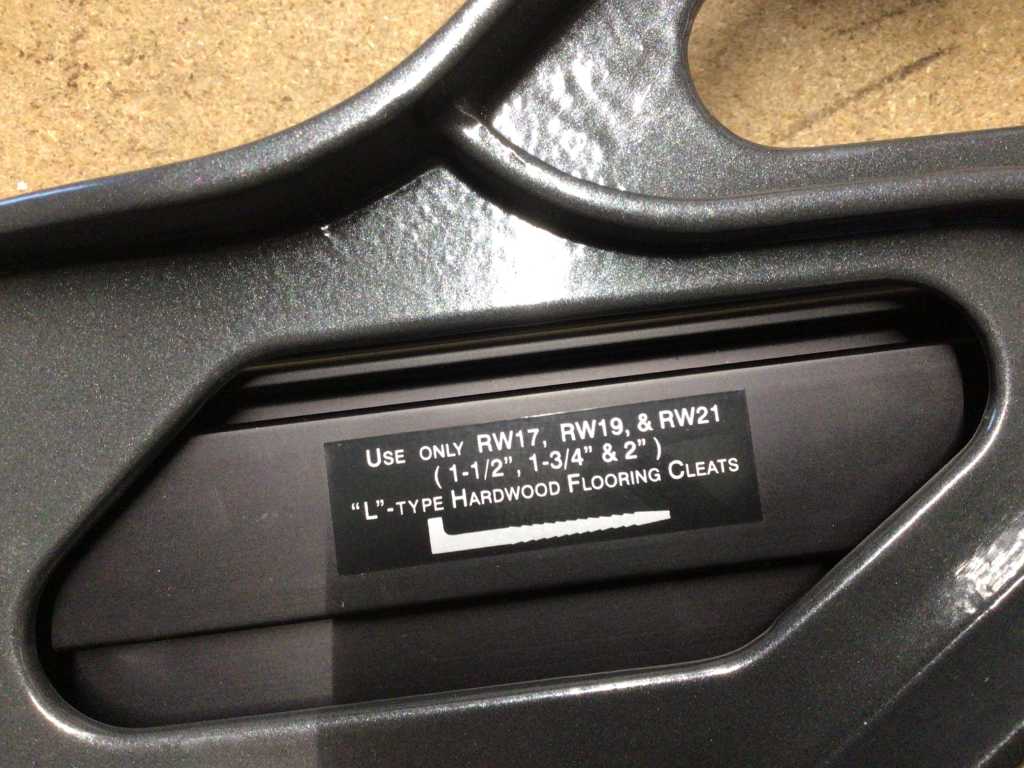 USE ONLY RW17, RW19, & RW21
( 1-1/2", 1-3/4" & 2" )
"L"-TYPE HARDWOOD FLOORING CLEATS